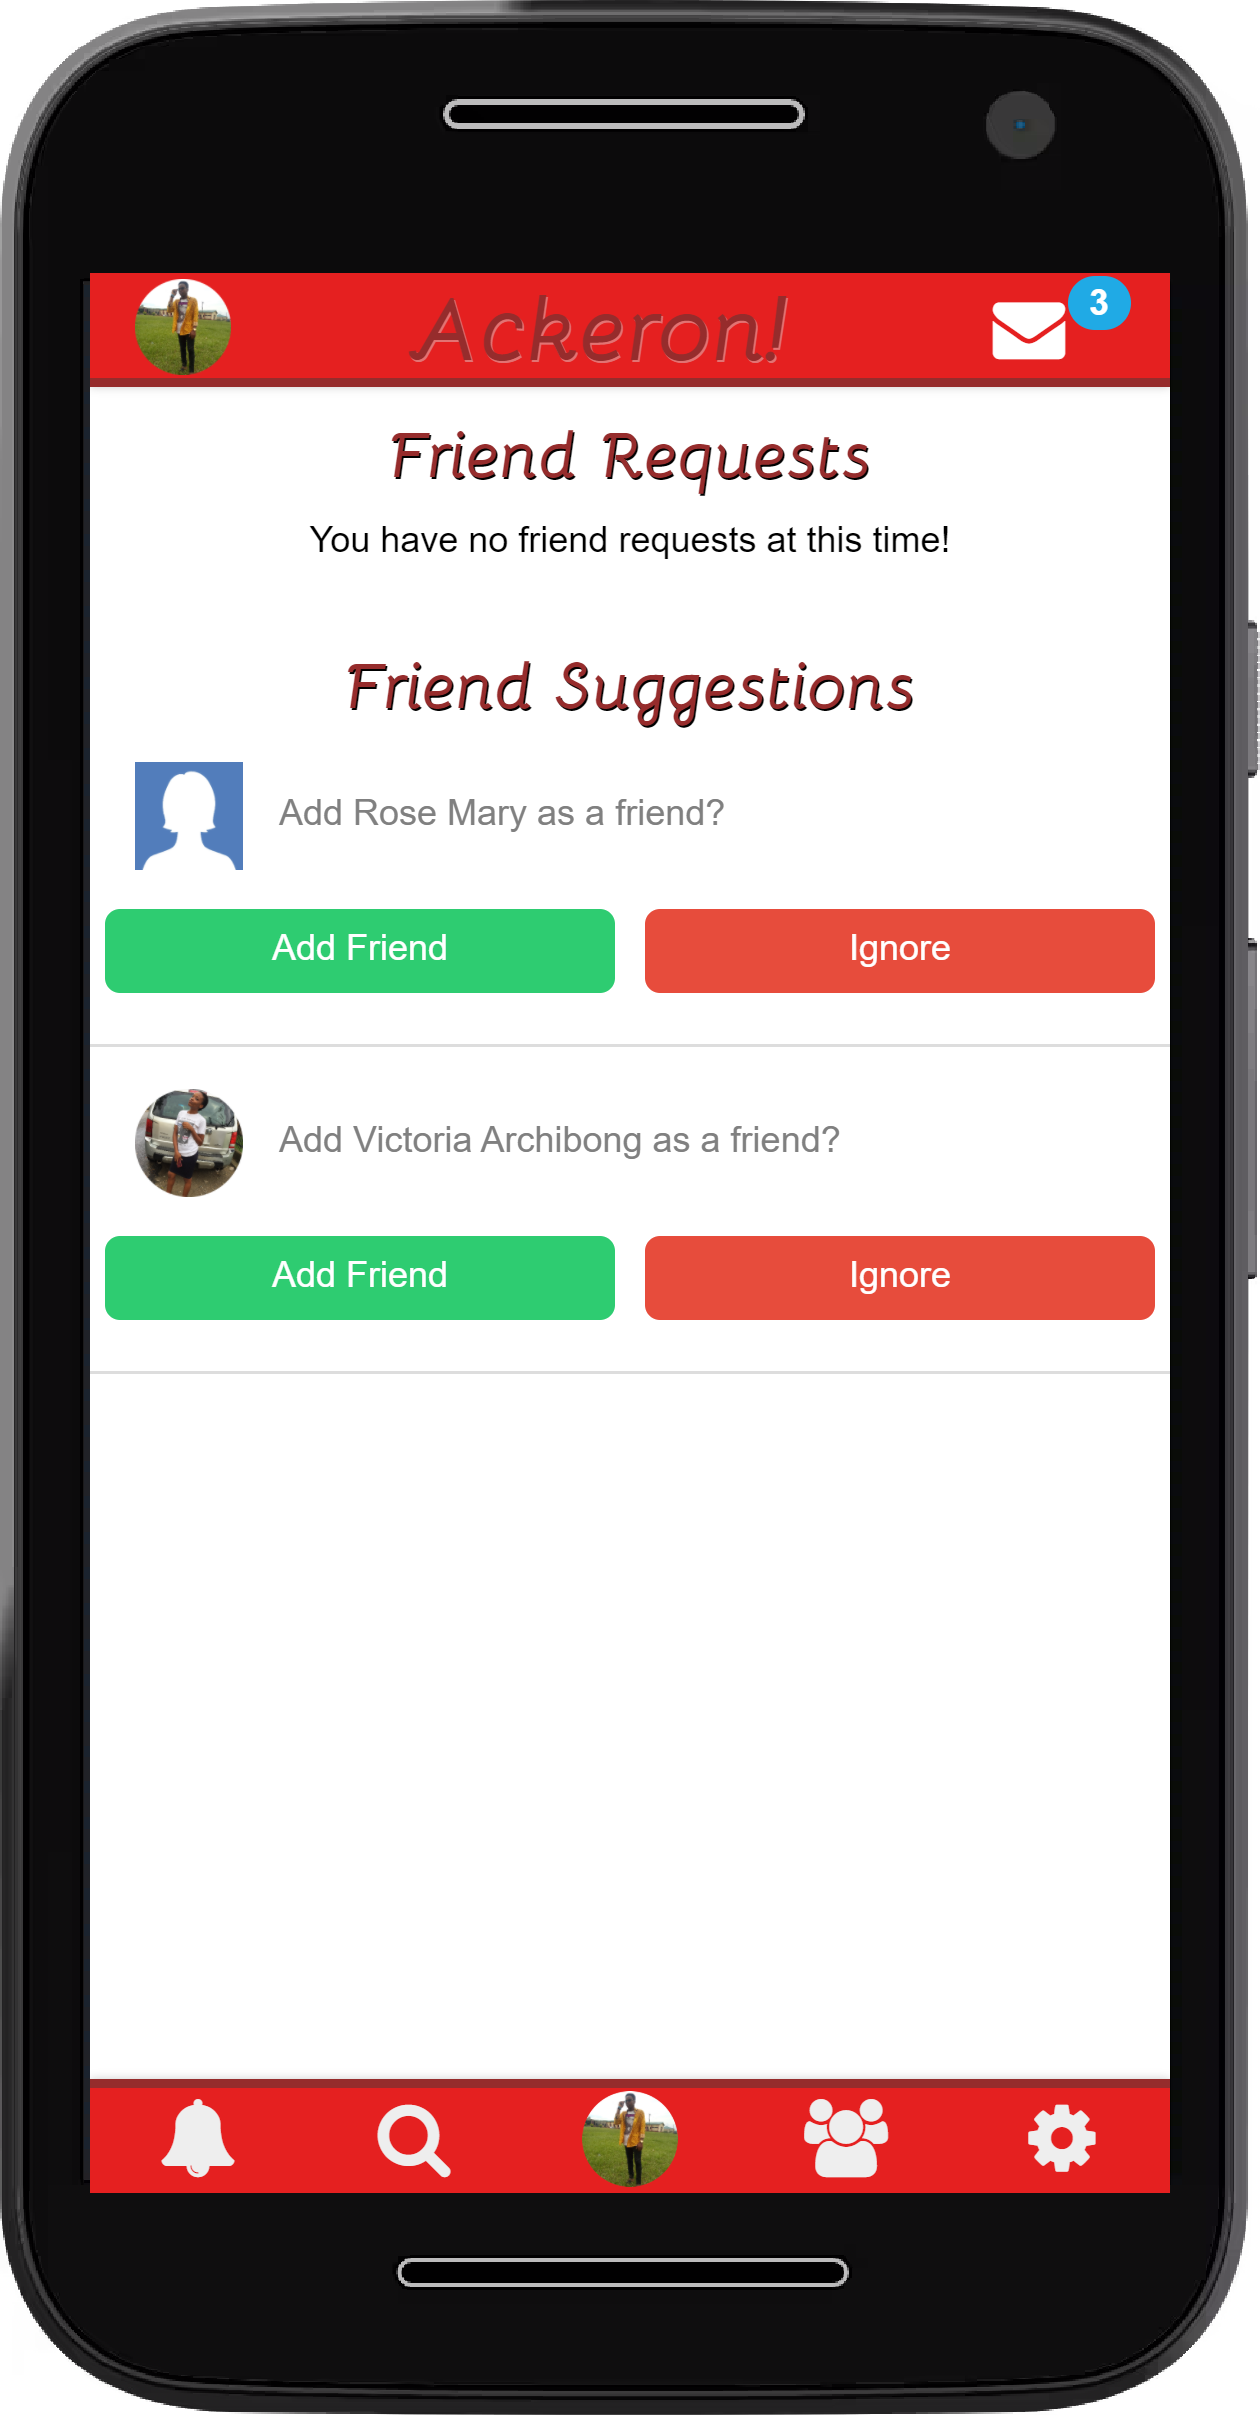 Ackeron!
3
Friend Requests
You have no friend requests at this time!
Friend Suggestions
Add Rose Mary as a friend?
Add Friend
Ignore
Add Victoria Archibong as a friend?
Add Friend
Ignore